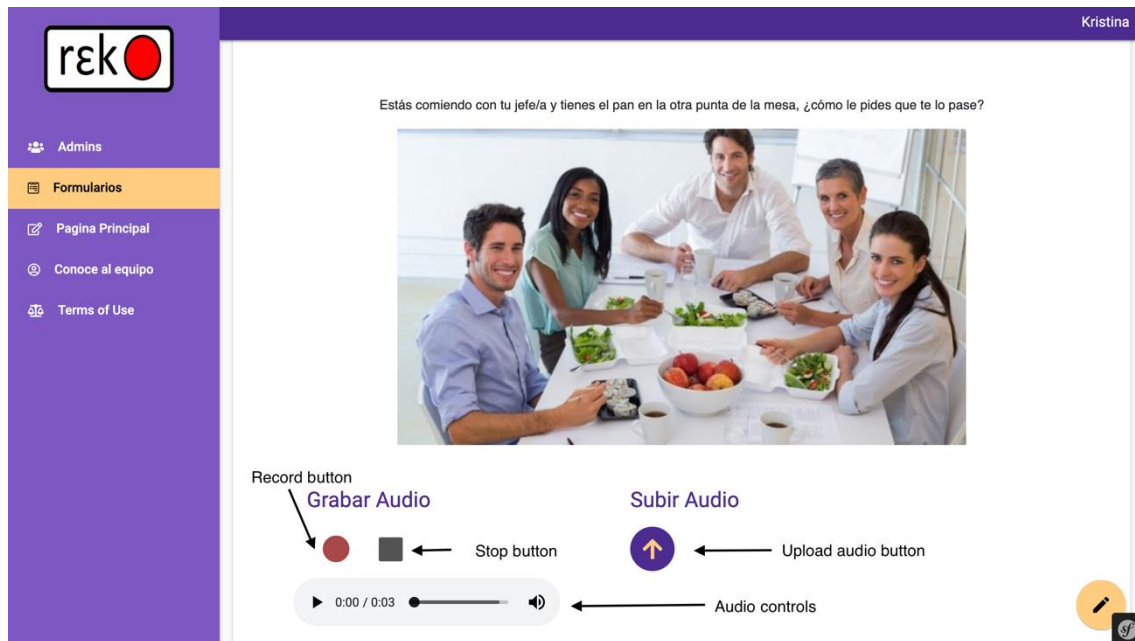 rɛk
Kristina
Admins
Formularios
Pagina Principal
Conoce al equipo
Terms of Use
Estás comiendo con tu jefe/a y tienes el pan en la otra punta de la mesa, ¿cómo le pides que te lo pase?
Record button
Grabar Audio
Subir Audio
Stop button
Upload audio button
0:00 / 0:03
Audio controls
sf